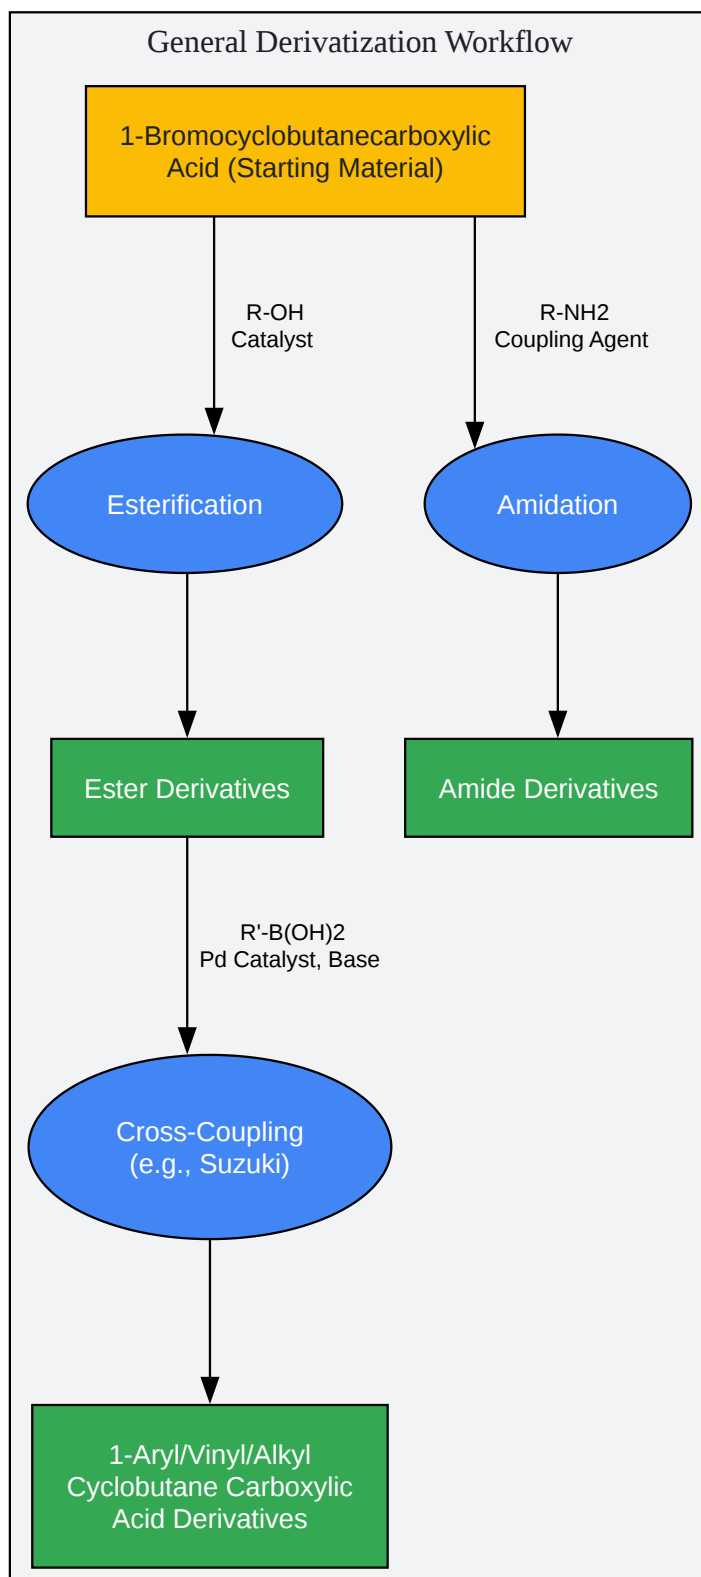 General Derivatization Workflow
1-Bromocyclobutanecarboxylic
Acid (Starting Material)
R-OH
Catalyst
R-NH2
Coupling Agent
Esterification
Amidation
Ester Derivatives
Amide Derivatives
R'-B(OH)2
Pd Catalyst, Base
Cross-Coupling
(e.g., Suzuki)
1-Aryl/Vinyl/Alkyl
Cyclobutane Carboxylic
Acid Derivatives